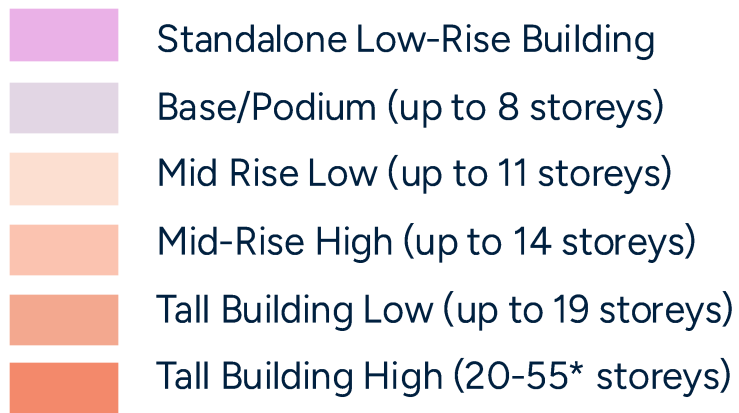 Standalone Low-Rise Building
Base/Podium (up to 8 storeys)
Mid Rise Low (up to 11 storeys)
Mid-Rise High (up to 14 storeys)
Tall Building Low (up to 19 storeys)
Tall Building High (20-55* storeys)